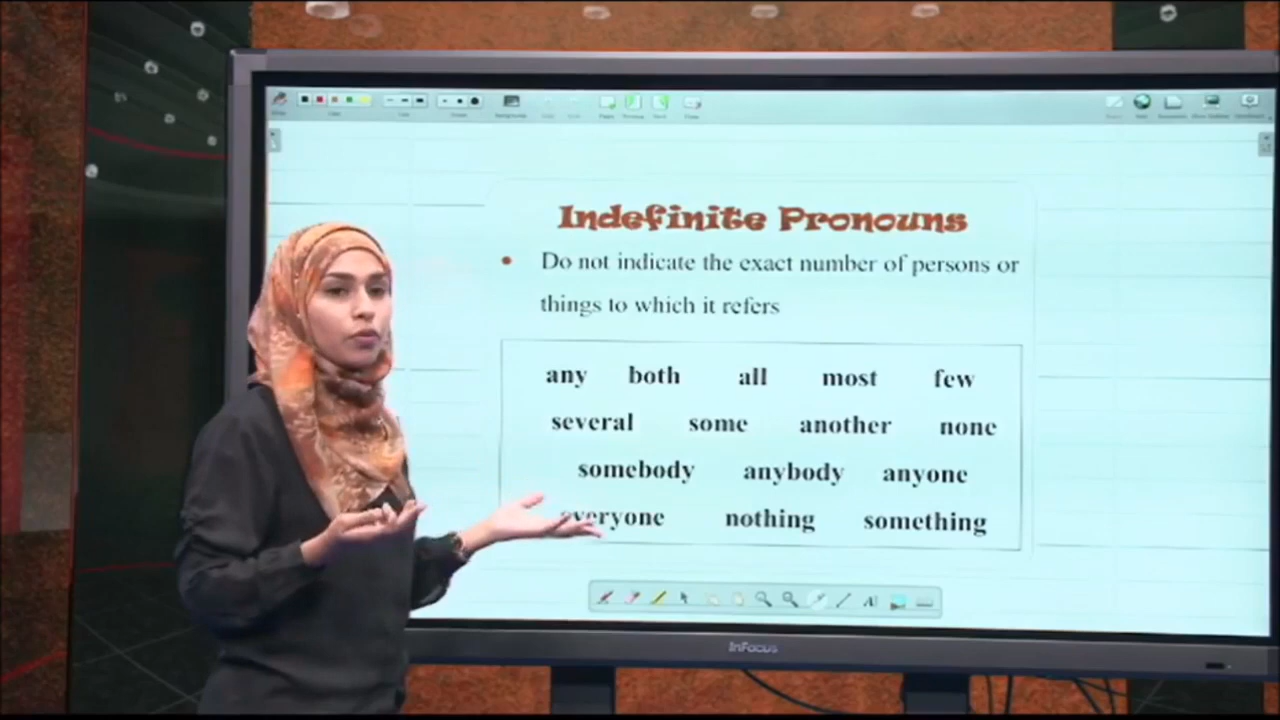 Indefinite Pronouns
Do not indicate the exact number of persons or
things to which it refers
any both all most few
several some another none
somebody anybody anyone
everyone nothing something
InFocus